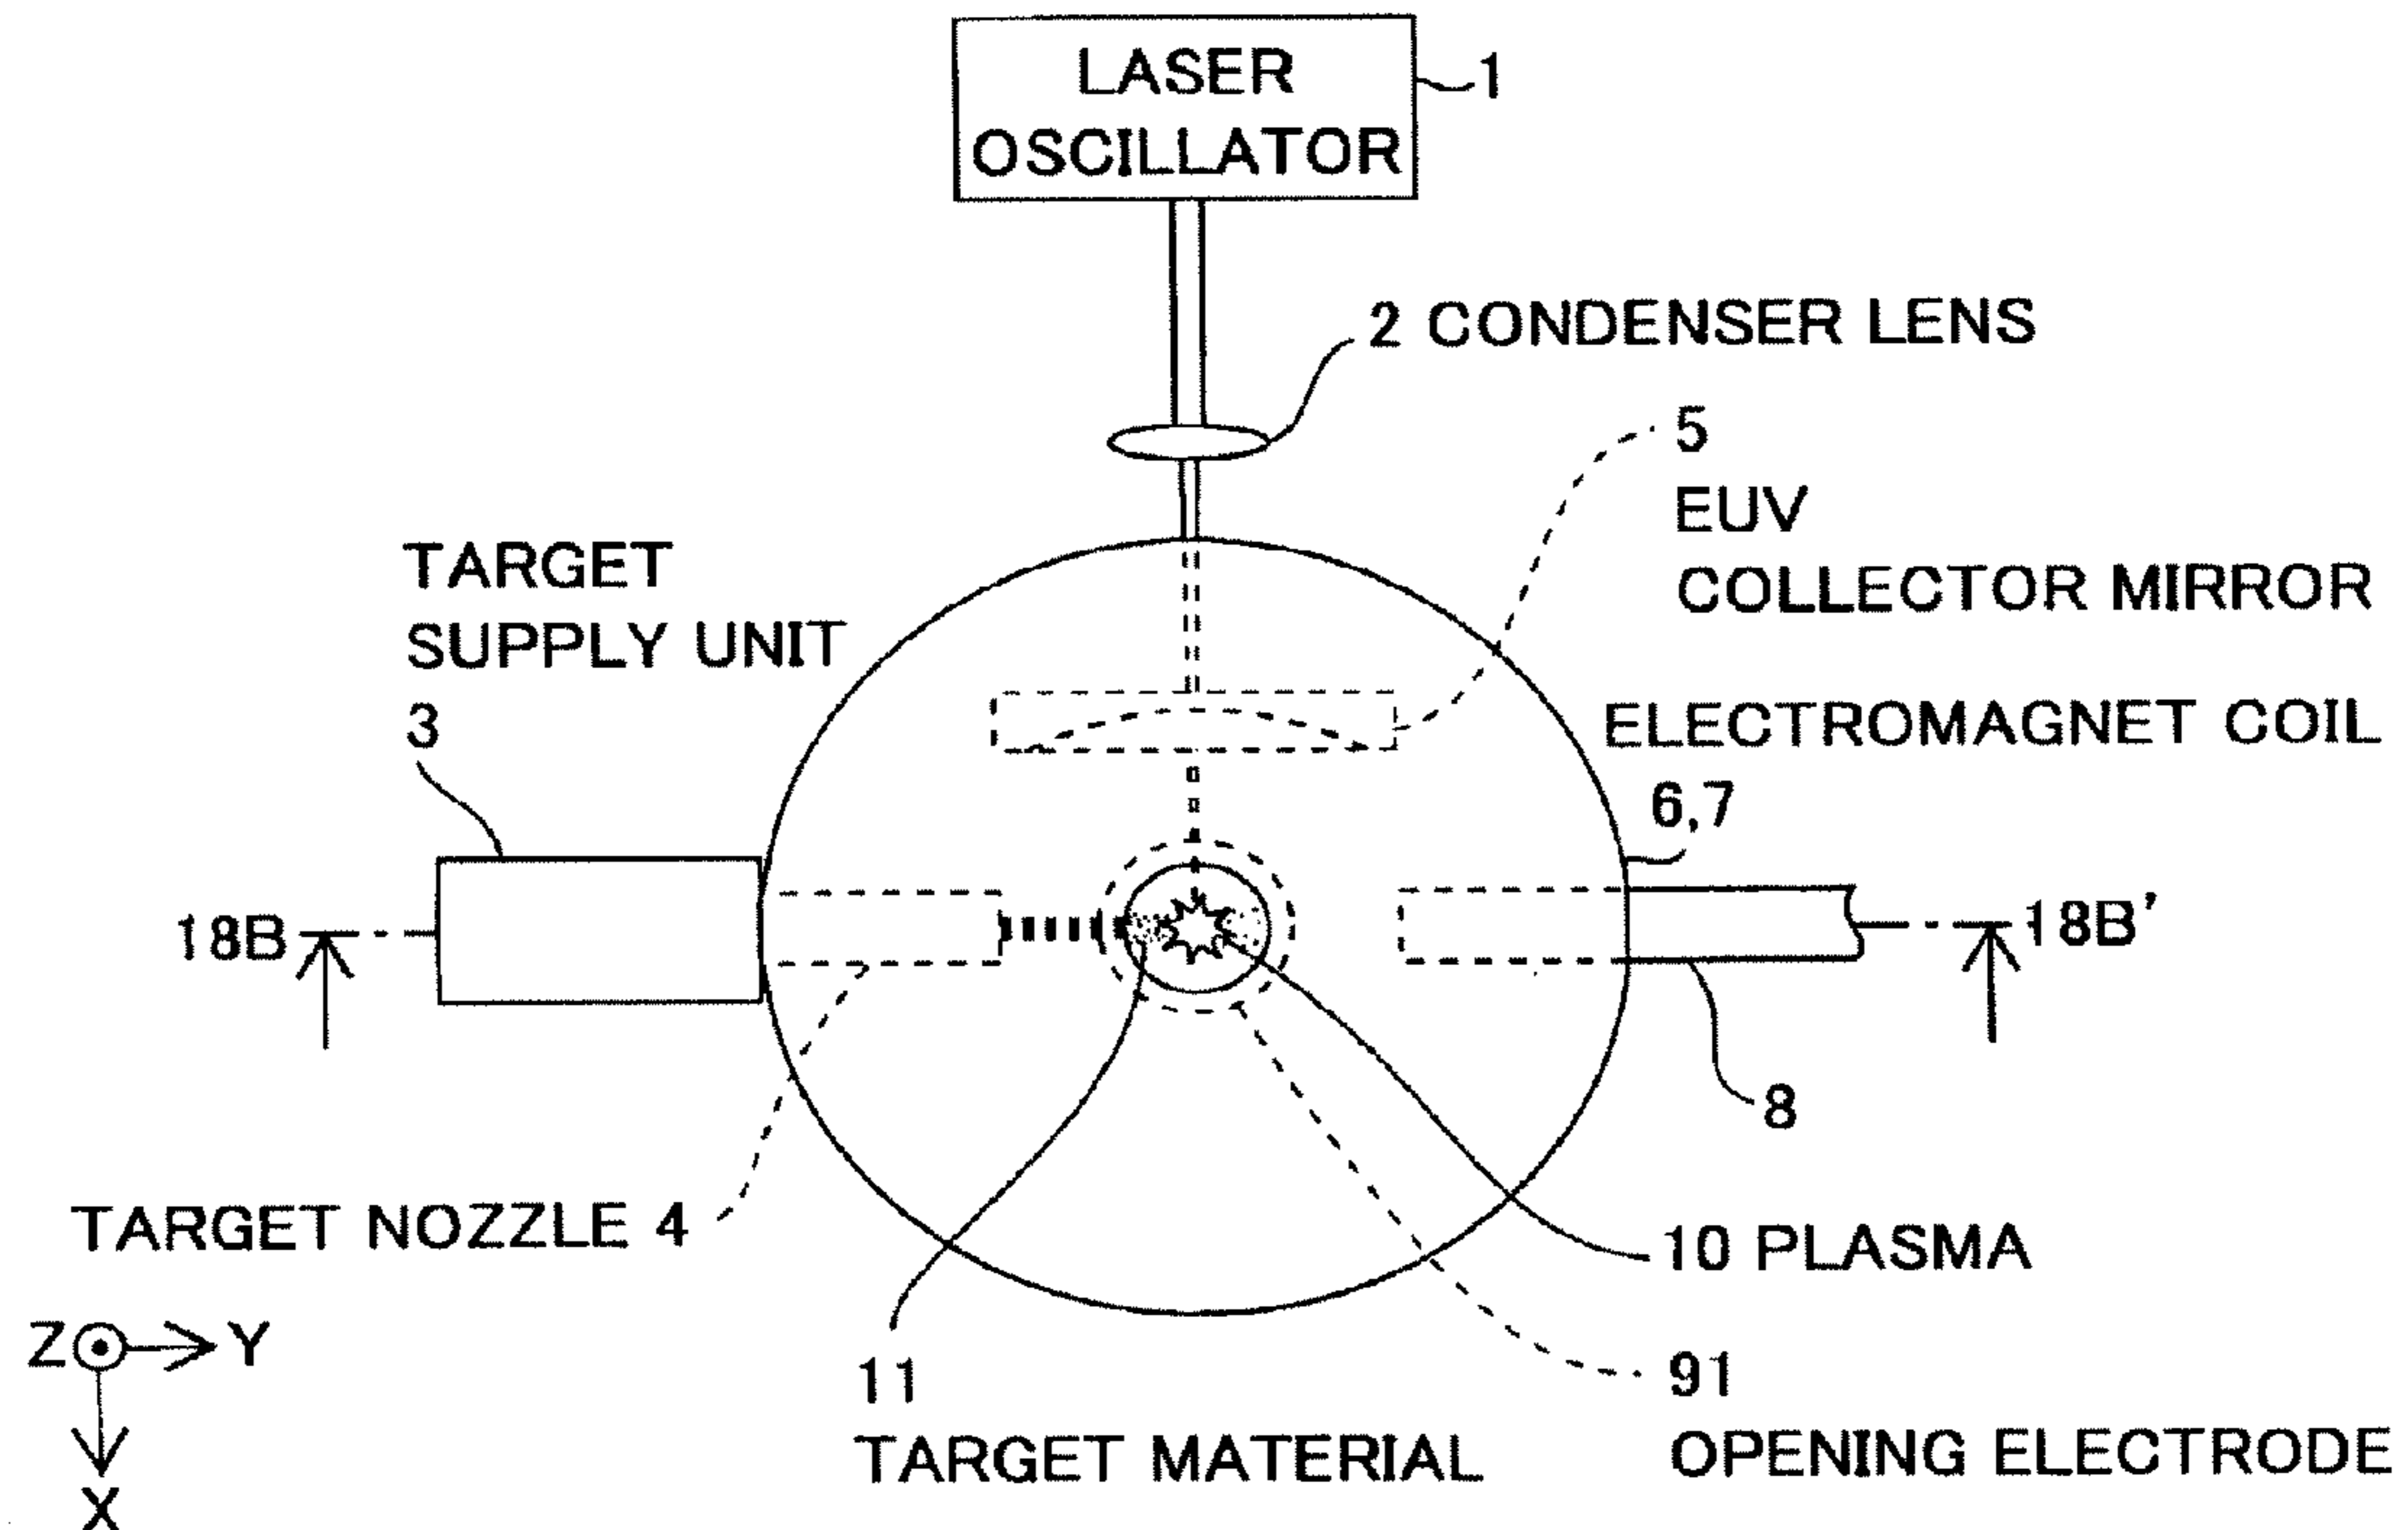 LASER
OSCILLATOR
1
2 CONDENSER LENS
5
EUV
COLLECTOR MIRROR
TARGET
SUPPLY UNIT
3
ELECTROMAGNET COIL
6,7
18B
18B'
8
TARGET NOZZLE 4
10 PLASMA
Z
Y
X
11
TARGET MATERIAL
91
OPENING ELECTRODE